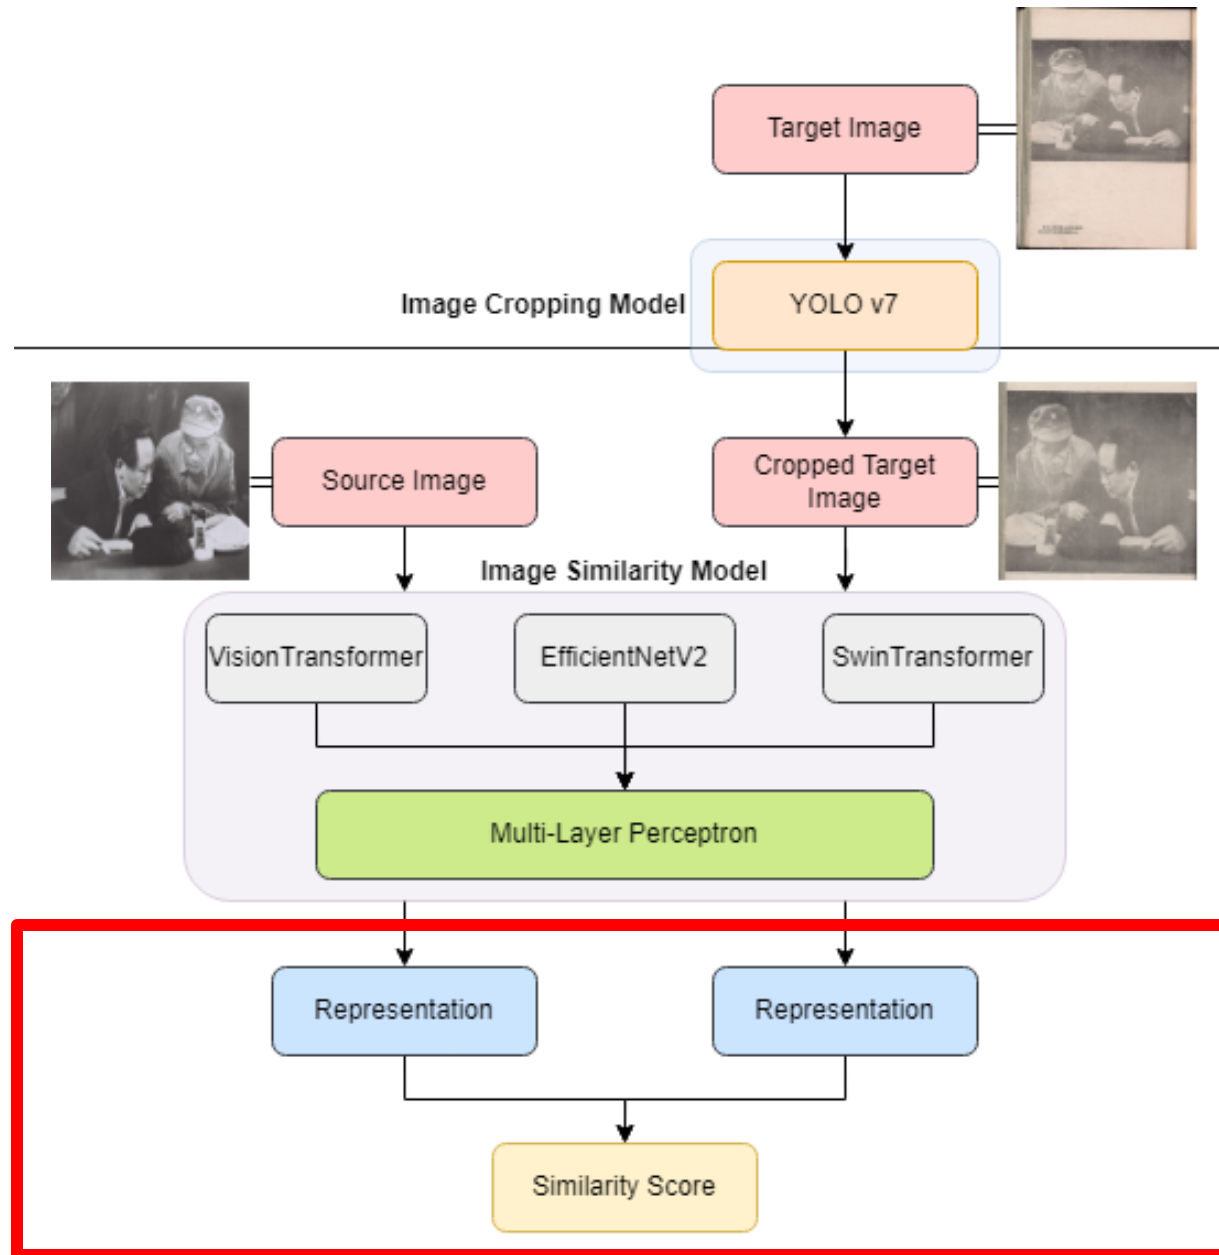 Target Image
Image Cropping Model
YOLO v7
Source Image
Cropped Target
Image
Image Similarity Model
VisionTransformer
EfficientNetV2
SwinTransformer
Multi-Layer Perceptron
Representation
Representation
Similarity Score